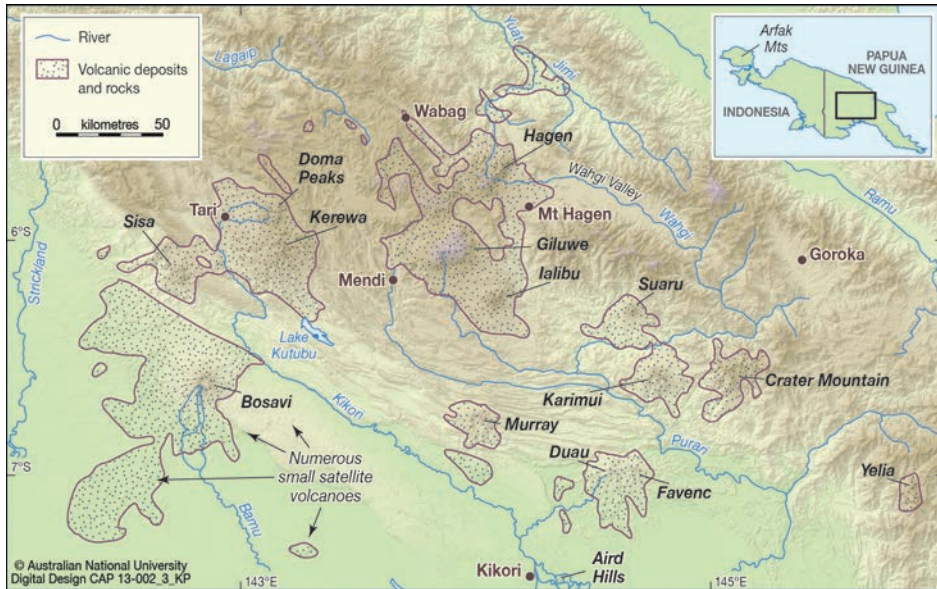 River
Volcanic deposits
and rocks
0 kilometres 50
Arfak
Mts
PAPUA
NEW GUINEA
INDONESIA
Lagaip
Yuat
Jimi
Wabag
Hagen
Doma
Peaks
Wahgi Valley
Ramu
Tari
Kerewa
Mt Hagen
Wahgi
Sisa
6°S
Giluwe
Goroka
Strickland
Mendi
Ialibu
Suaru
Lake
Kutubu
Crater Mountain
Karimui
Bosavi
Kikori
Murray
Puran
Numerous
small satellite
volcanoes
Duau
7°S
Favenc
Yelia
Bamu
Aird
Hills
Kikori
© Australian National University
Digital Design CAP 13-002_3_KP
143°E
145°E